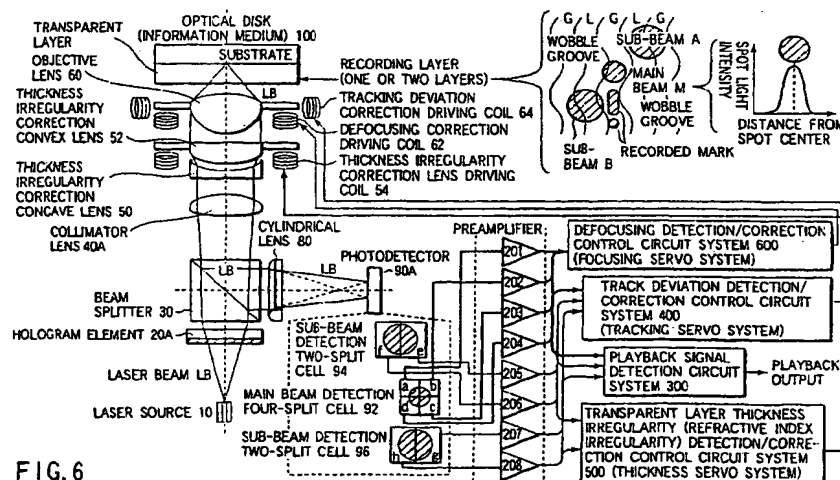 OPTICAL DISK
(INFORMATION MEDIUM) 100
TRANSPARENT
LAYER
SUBSTRATE
OBJECTIVE
LENS 60
LB
RECORDING LAYER
(ONE OR TWO LAYERS)
THICKNESS
IRREGULARITY
CORRECTION
CONVEX LENS 52
TRACKING DEVIATION
CORRECTION DRIVING COIL 64
DEFOCUSING CORRECTION
DRIVING COIL 62
THICKNESS IRREGULARITY
CORRECTION LENS DRIVING
COIL 54
THICKNESS
IRREGULARITY
CORRECTION
CONCAVE LENS 50
COLLIMATOR
LENS 40A
G L G L G
WOBBLE
GROOVE
SUB-BEAM A
MAIN
BEAM M
WOBBLE
GROOVE
SUB-
BEAM B
RECORDED MARK
SPOT LIGHT
INTENSITY
DISTANCE FROM
SPOT CENTER
CYLINDRICAL
LENS 80
LB
LB
PHOTODETECTOR
90A
BEAM
SPLITTER 30
HOLOGRAM ELEMENT 20A
LASER BEAM LB
LASER SOURCE 10
SUB-BEAM
DETECTION
TWO-SPLIT
CELL 94
f e
MAIN BEAM DETECTION
FOUR-SPLIT CELL 92
a b
d c
SUB-BEAM DETECTION
TWO-SPLIT CELL 96
h g
PREAMPLIFIER
201
202
203
204
205
206
207
208
DEFOCUSING DETECTION/CORRECTION
CONTROL CIRCUIT SYSTEM 600
(FOCUSING SERVO SYSTEM)
TRACK DEVIATION DETECTION/
CORRECTION CONTROL CIRCUIT
SYSTEM 400
(TRACKING SERVO SYSTEM)
PLAYBACK SIGNAL
DETECTION CIRCUIT
SYSTEM 300
PLAYBACK
OUTPUT
TRANSPARENT LAYER THICKNESS
IRREGULARITY (REFRACTIVE INDEX
IRREGULARITY) DETECTION/CORRE-
CTION CONTROL CIRCUIT SYSTEM
500 (THICKNESS SERVO SYSTEM)
FIG.6